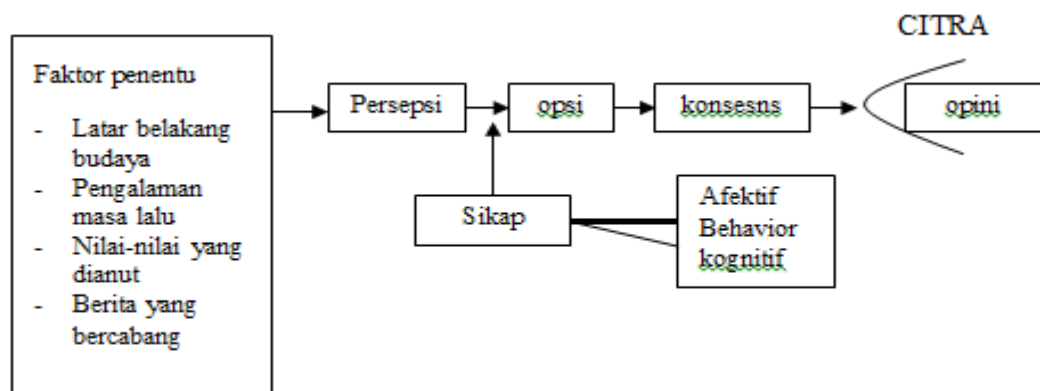 CITRA
Faktor penentu
- Latar belakang
budaya
- Pengalaman
masa lalu
- Nilai-nilai yang
dianut
- Berita yang
bercabang
Persepsi
opsi
konsesns
opini
Sikap
Afektif
Behavior
kognitif